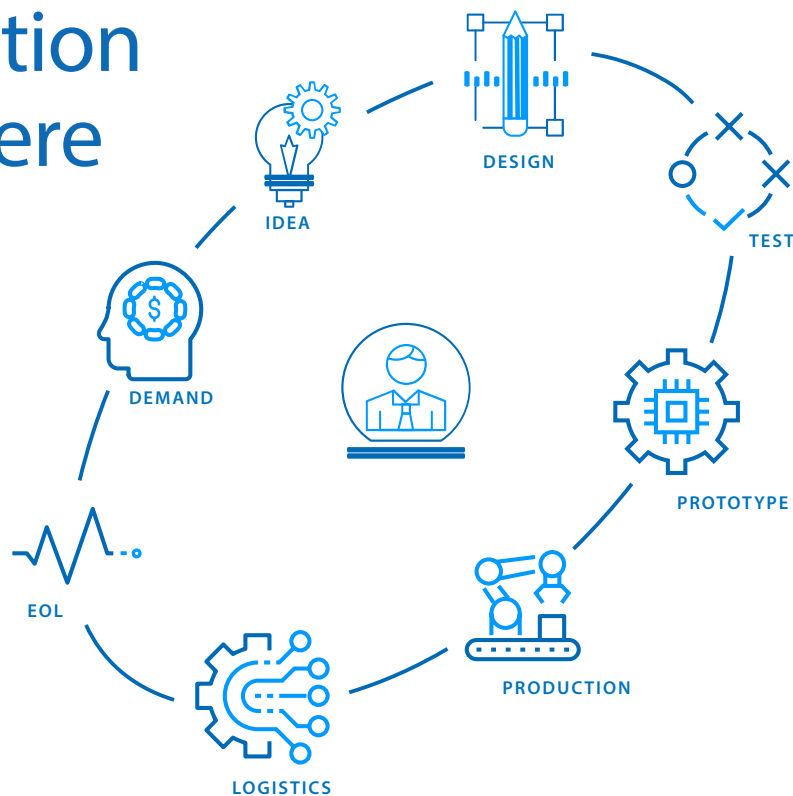 tion
ere
DESIGN
IDEA
TEST
DEMAND
PROTOTYPE
EOL
PRODUCTION
LOGISTICS
$